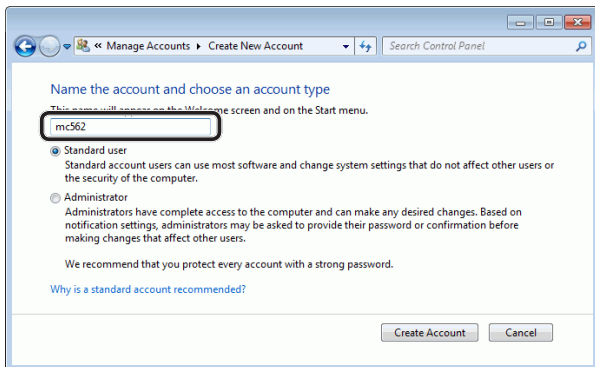 « Manage Accounts ▸ Create New Account
Search Control Panel
Name the account and choose an account type
This name will appear on the Welcome screen and on the Start menu.
mc562
Standard user
Standard account users can use most software and change system settings that do not affect other users or
the security of the computer.
Administrator
Administrators have complete access to the computer and can make any desired changes. Based on
notification settings, administrators may be asked to provide their password or confirmation before
making changes that affect other users.
We recommend that you protect every account with a strong password.
Why is a standard account recommended?
Create Account
Cancel